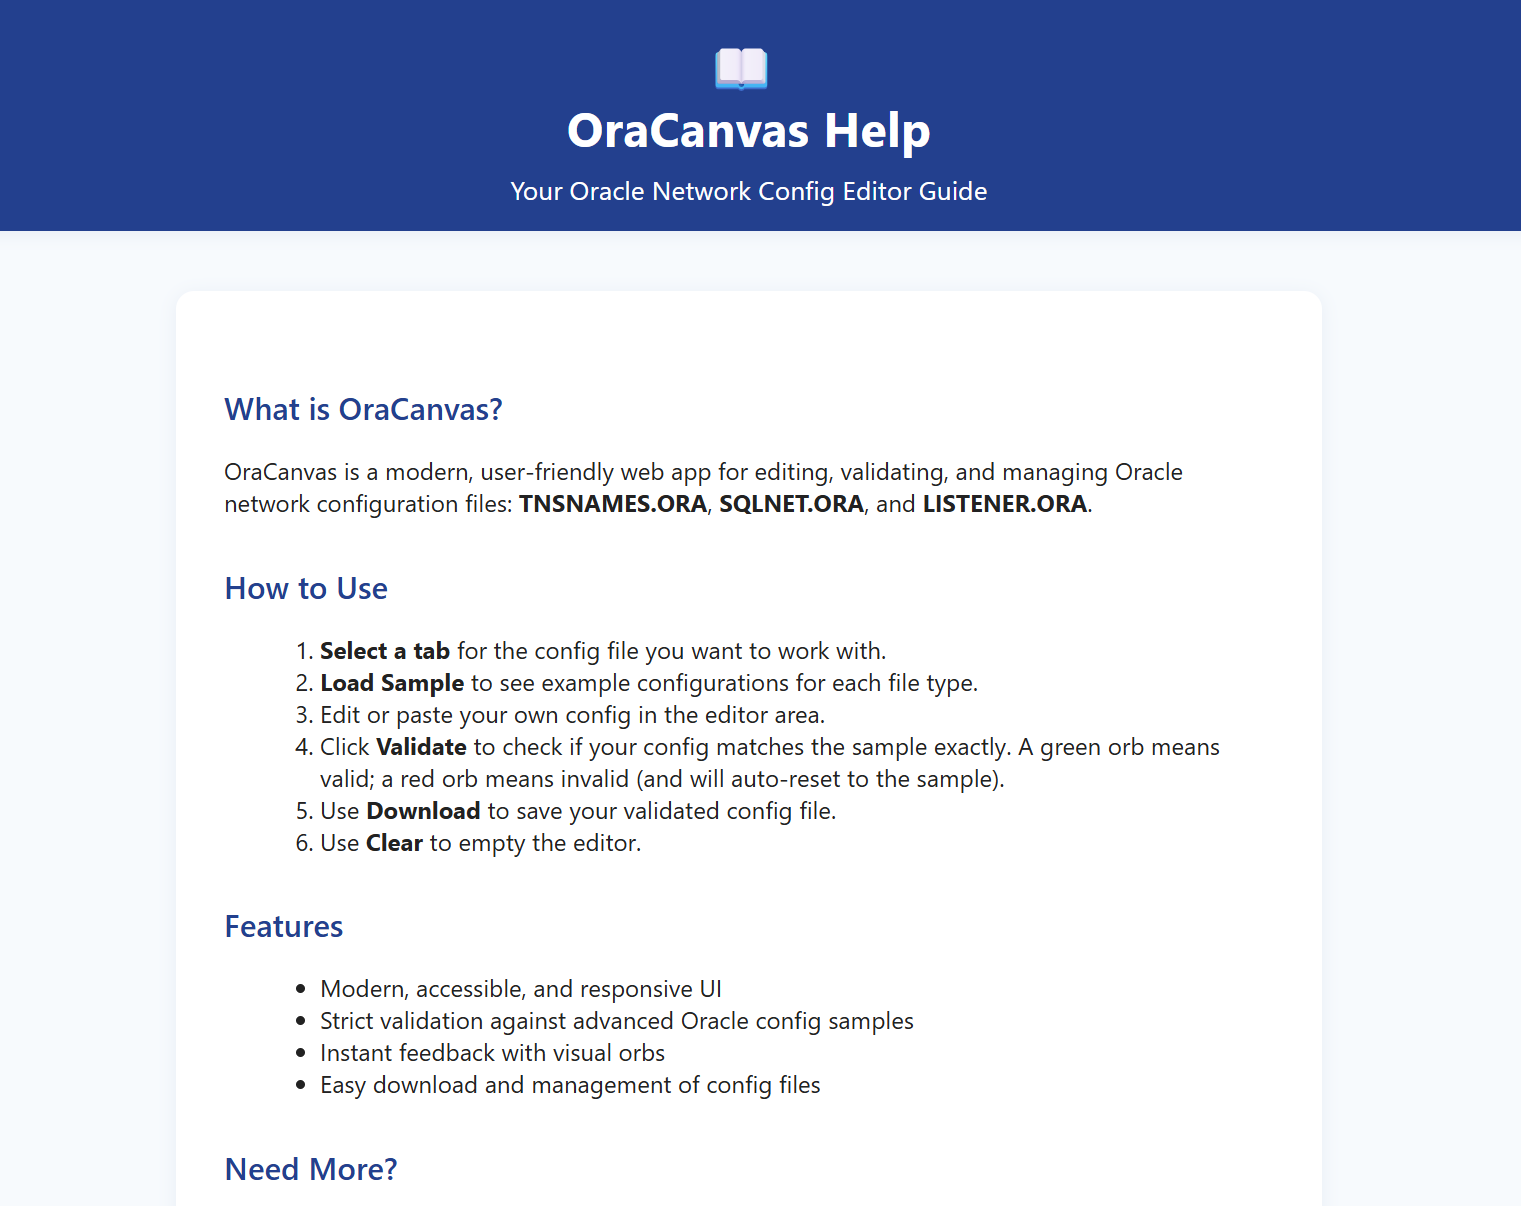 OraCanvas Help
Your Oracle Network Config Editor Guide
What is OraCanvas?
OraCanvas is a modern, user-friendly web app for editing, validating, and managing Oracle
network configuration files: TNSNAMES.ORA, SQLNET.ORA, and LISTENER.ORA.
How to Use
1. Select a tab for the config file you want to work with.
2. Load Sample to see example configurations for each file type.
3. Edit or paste your own config in the editor area.
4. Click Validate to check if your config matches the sample exactly. A green orb means
valid; a red orb means invalid (and will auto-reset to the sample).
5. Use Download to save your validated config file.
6. Use Clear to empty the editor.
Features
• Modern, accessible, and responsive UI
• Strict validation against advanced Oracle config samples
• Instant feedback with visual orbs
• Easy download and management of config files
Need More?